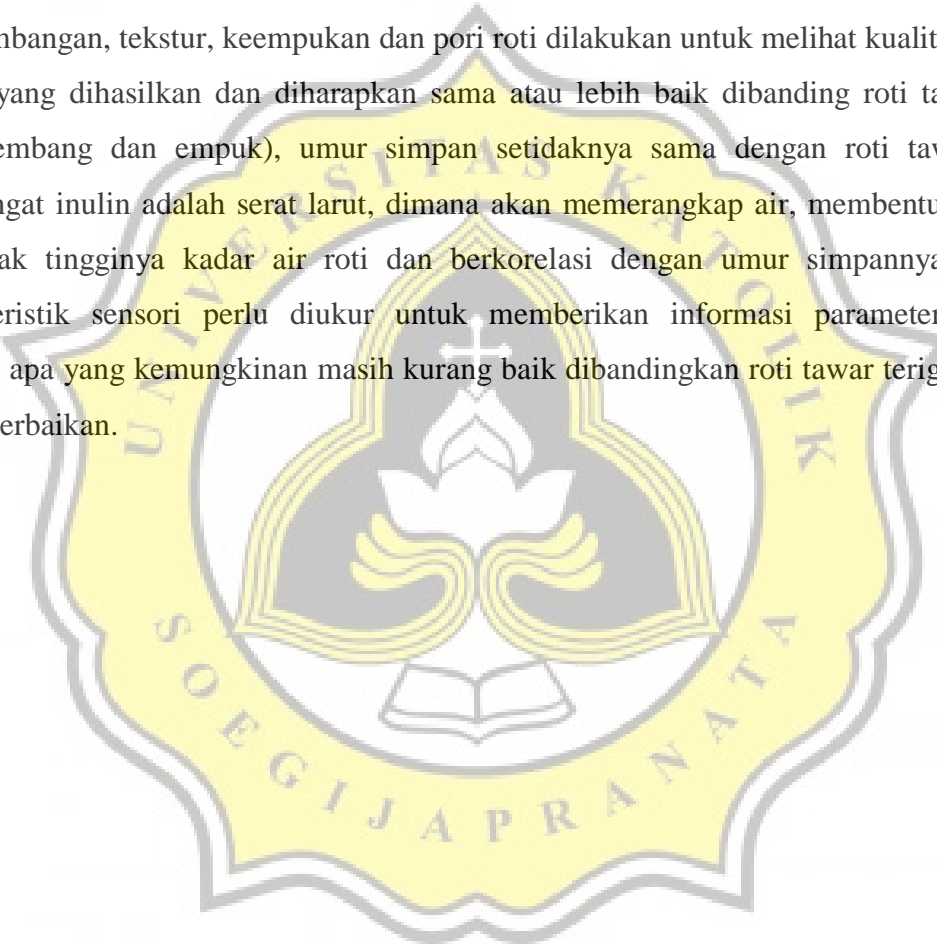 mbangan, tekstur, keempukan dan pori roti dilakukan untuk melihat kualit
yang dihasilkan dan diharapkan sama atau lebih baik dibanding roti ta
embang dan empuk), umur simpan setidaknya sama dengan roti taw
ngat inulin adalah serat larut, dimana akan memerangkap air, membentu
ak tingginya kadar air roti dan berkorelasi dengan umur simpannya
eristik sensori perlu diukur untuk memberikan informasi parameter
apa yang kemungkinan masih kurang baik dibandingkan roti tawar terig
erbaikan.
UNIVERSITAS KATOLIK
SOEGIJAPRANATA